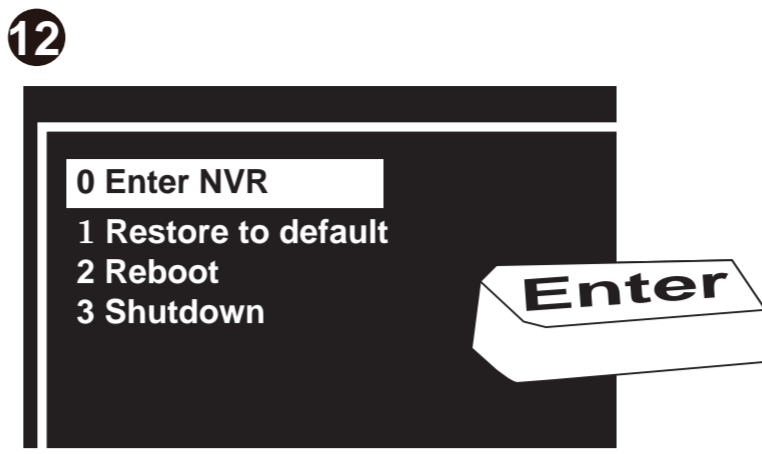 12
0 Enter NVR
1 Restore to default
2 Reboot
3 Shutdown
Enter